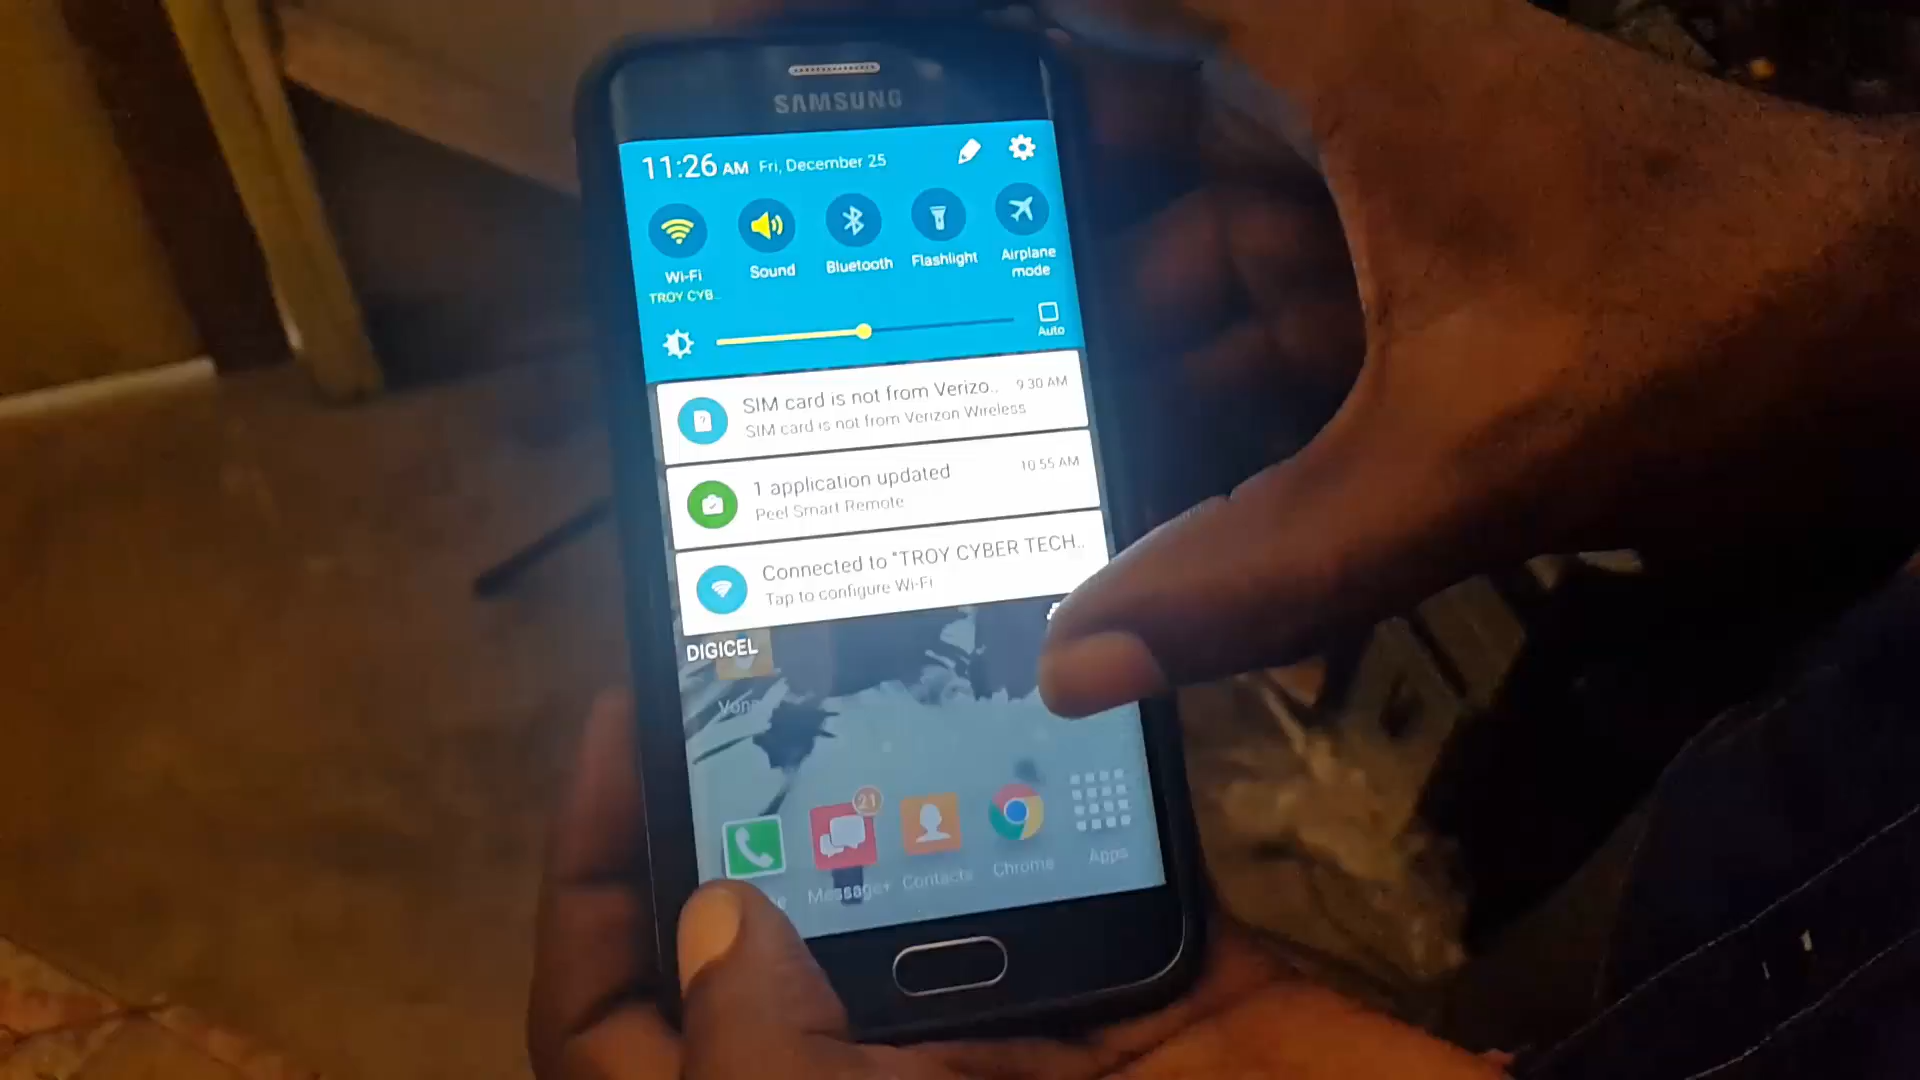 SAMSUNG
11:26 AM Fri, December 25
Wi-Fi
TROY CYB..
Sound
Bluetooth
Flashlight
Airplane
mode
Auto
SIM card is not from Verizo.. 9:30 AM
SIM card is not from Verizon Wireless
1 application updated 10:55 AM
Peel Smart Remote
Connected to "TROY CYBER TECH..
Tap to configure Wi-Fi
DIGICEL
21
Message+
Contacts
Chrome
Apps